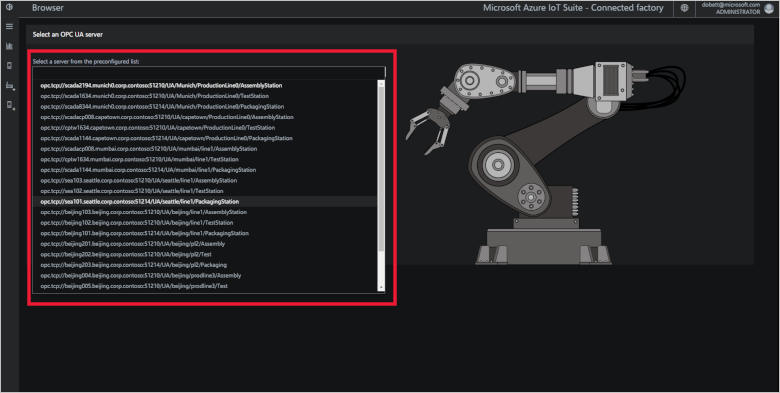 Browser
Microsoft Azure IoT Suite - Connected factory
dobett@microsoft.com
ADMINISTRATOR
Select an OPC UA server
Select a server from the preconfigured list:
opc.tcp://scada2194.munich0.corp.contoso:51210/UA/Munich/ProductionLine0/AssemblyStation
opc.tcp://scada1634.munich0.corp.contoso:51210/UA/Munich/ProductionLine0/TestStation
opc.tcp://scada8344.munich0.corp.contoso:51214/UA/Munich/ProductionLine0/PackagingStation
opc.tcp://scadacp008.capetown.corp.contoso:51210/UA/capetown/ProductionLine0/AssemblyStation
opc.tcp://cptw1634.capetown.corp.contoso:51210/UA/capetown/ProductionLine0/TestStation
opc.tcp://scada1144.capetown.corp.contoso:51214/UA/capetown/ProductionLine0/PackagingStation
opc.tcp://scadacp008.mumbai.corp.contoso:51210/UA/mumbai/line1/AssemblyStation
opc.tcp://cptw1634.mumbai.corp.contoso:51210/UA/mumbai/line1/TestStation
opc.tcp://scada1144.mumbai.corp.contoso:51214/UA/mumbai/line1/PackagingStation
opc.tcp://sea103.seattle.corp.contoso:51210/UA/seattle/line1/AssemblyStation
opc.tcp://sea102.seattle.corp.contoso:51210/UA/seattle/line1/TestStation
opc.tcp://sea101.seattle.corp.contoso:51214/UA/seattle/line1/PackagingStation
opc.tcp://beijing103.beijing.corp.contoso:51210/UA/beijing/line1/AssemblyStation
opc.tcp://beijing102.beijing.corp.contoso:51210/UA/beijing/line1/TestStation
opc.tcp://beijing101.beijing.corp.contoso:51214/UA/beijing/line1/PackagingStation
opc.tcp://beijing201.beijing.corp.contoso:51210/UA/beijing/pl2/Assembly
opc.tcp://beijing202.beijing.corp.contoso:51210/UA/beijing/pl2/Test
opc.tcp://beijing203.beijing.corp.contoso:51214/UA/beijing/pl2/Packaging
opc.tcp://beijing004.beijing.corp.contoso:51210/UA/beijing/prodline3/Assembly
opc.tcp://beijing005.beijing.corp.contoso:51210/UA/beijing/prodline3/Test